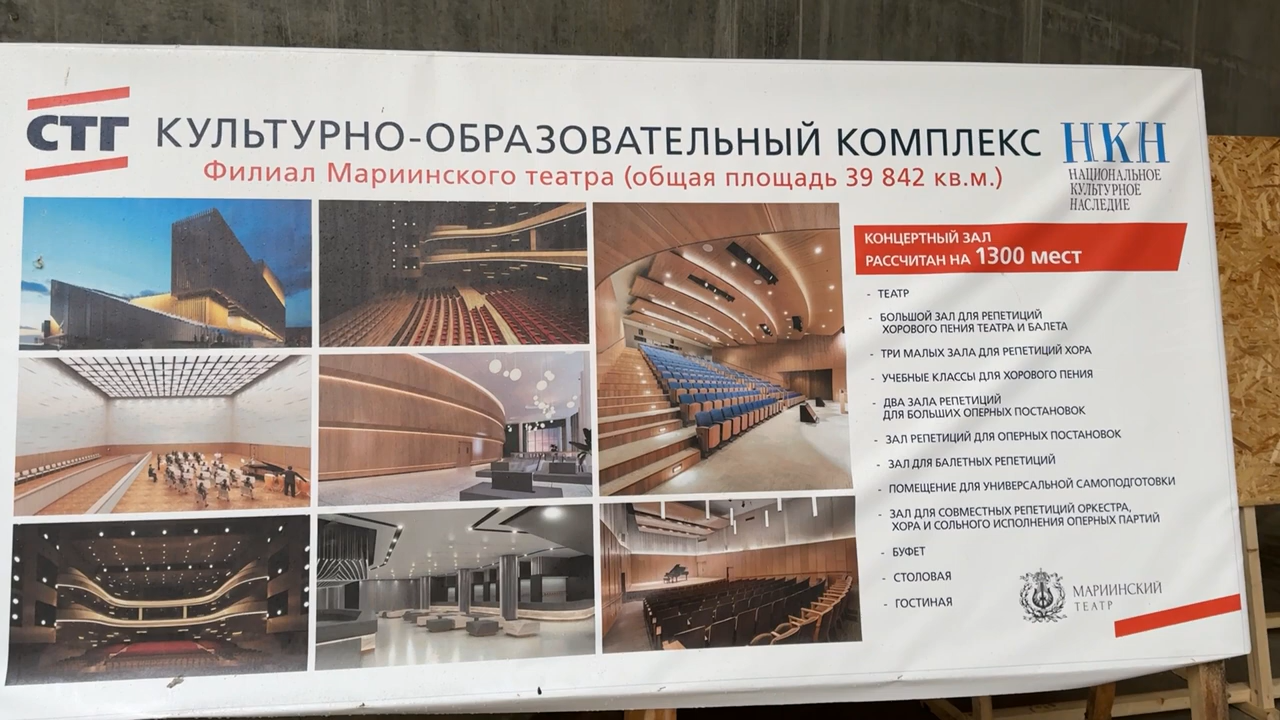 СТГ
КУЛЬТУРНО-ОБРАЗОВАТЕЛЬНЫЙ КОМПЛЕКС
Филиал Мариинского театра (общая площадь 39 842 кв.м.)
НКН
НАЦИОНАЛЬНОЕ
КУЛЬТУРНОЕ
НАСЛЕДИЕ
КОНЦЕРТНЫЙ ЗАЛ
РАССЧИТАН НА 1300 мест
- ТЕАТР
- БОЛЬШОЙ ЗАЛ ДЛЯ РЕПЕТИЦИЙ
ХОРОВОГО ПЕНИЯ ТЕАТРА И БАЛЕТА
- ТРИ МАЛЫХ ЗАЛА ДЛЯ РЕПЕТИЦИЙ ХОРА
- УЧЕБНЫЕ КЛАССЫ ДЛЯ ХОРОВОГО ПЕНИЯ
- ДВА ЗАЛА РЕПЕТИЦИЙ
ДЛЯ БОЛЬШИХ ОПЕРНЫХ ПОСТАНОВОК
- ЗАЛ РЕПЕТИЦИЙ ДЛЯ ОПЕРНЫХ ПОСТАНОВОК
- ЗАЛ ДЛЯ БАЛЕТНЫХ РЕПЕТИЦИЙ
- ПОМЕЩЕНИЕ ДЛЯ УНИВЕРСАЛЬНОЙ САМОПОДГОТОВКИ
- ЗАЛ ДЛЯ СОВМЕСТНЫХ РЕПЕТИЦИЙ ОРКЕСТРА,
ХОРА И СОЛЬНОГО ИСПОЛНЕНИЯ ОПЕРНЫХ ПАРТИЙ
- БУФЕТ
- СТОЛОВАЯ
- ГОСТИНАЯ
МАРИИНСКИЙ
ТЕАТР